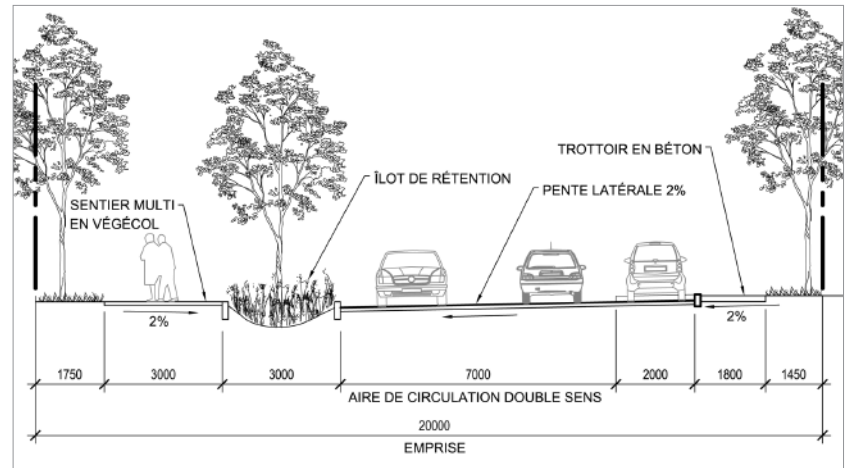 TROTTOIR EN BÉTON
ÎLOT DE RÉTENTION
PENTE LATÉRALE 2%
SENTIER MULTI
EN VÉGÉCOL
2%
2%
1750
3000
3000
7000
2000
1800
1450
AIRE DE CIRCULATION DOUBLE SENS
20000
EMPRISE